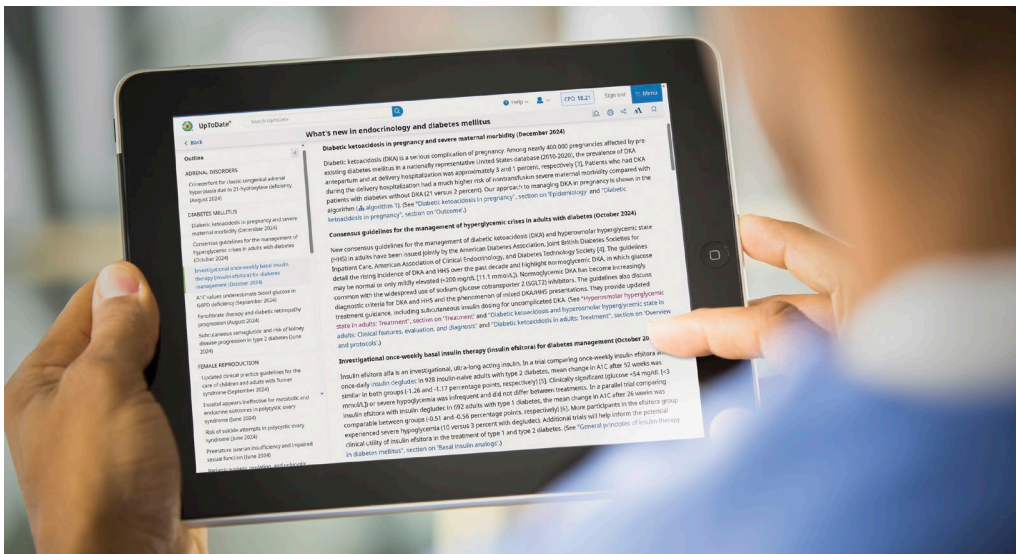 UpToDate®
Search UpToDate
Help
CPD 18.21
Sign out
Menu
< Back
What's new in endocrinology and diabetes mellitus
Outline
ADRENAL DISORDERS
Crinecerfont for classic congenital adrenal
hyperplasia due to 21-hydroxylase deficiency
(August 2024)
DIABETES MELLITUS
Diabetic ketoacidosis in pregnancy and severe
maternal morbidity (December 2024)
Consensus guidelines for the management of
hyperglycemic crises in adults with diabetes
(October 2024)
Investigational once-weekly basal insulin
therapy (insulin efsitora) for diabetes
management (October 2024)
A1C values underestimate blood glucose in
G6PD deficiency (September 2024)
Fenofibrate therapy and diabetic retinopathy
progression (August 2024)
Subcutaneous semaglutide and risk of kidney
disease progression in type 2 diabetes (June
2024)
FEMALE REPRODUCTION
Updated clinical practice guidelines for the
care of children and adults with Turner
syndrome (September 2024)
Inositol appears ineffective for metabolic and
endocrine outcomes in polycystic ovary
syndrome (June 2024)
Risk of suicide attempts in polycystic ovary
syndrome (June 2024)
Premature ovarian insufficiency and impaired
sexual function (June 2024)
Diabetic ketoacidosis in pregnancy and severe maternal morbidity (December 2024)
Diabetic ketoacidosis (DKA) is a serious complication of pregnancy. Among nearly 400,000 pregnancies affected by pre-
existing diabetes mellitus in a nationally representative United States database (2010-2020), the prevalence of DKA
antepartum and at delivery hospitalization was approximately 3 and 1 percent, respectively [3]. Patients who had DKA
during the delivery hospitalization had a much higher risk of nontransfusion severe maternal morbidity compared with
patients with diabetes without DKA (21 versus 2 percent). Our approach to managing DKA in pregnancy is shown in the
algorithm (algorithm 1). (See "Diabetic ketoacidosis in pregnancy", section on 'Epidemiology' and "Diabetic
ketoacidosis in pregnancy", section on 'Outcome'.)
Consensus guidelines for the management of hyperglycemic crises in adults with diabetes (October 2024)
New consensus guidelines for the management of diabetic ketoacidosis (DKA) and hyperosmolar hyperglycemic state
(HHS) in adults have been issued jointly by the American Diabetes Association, Joint British Diabetes Societies for
Inpatient Care, American Association of Clinical Endocrinology, and Diabetes Technology Society [4]. The guidelines
detail the rising incidence of DKA and HHS over the past decade and highlight normoglycemic DKA, in which glucose
may be normal or only mildly elevated (<200 mg/dL [11.1 mmol/L]). Normoglycemic DKA has become increasingly
common with the widespread use of sodium-glucose cotransporter 2 (SGLT2) inhibitors. The guidelines also discuss
diagnostic criteria for DKA and HHS and the phenomenon of mixed DKA/HHS presentations. They provide updated
treatment guidance, including subcutaneous insulin dosing for uncomplicated DKA. (See "Hyperosmolar hyperglycemic
state in adults: Treatment", section on 'Treatment' and "Diabetic ketoacidosis and hyperosmolar hyperglycemic state in
adults: Clinical features, evaluation, and diagnosis" and "Diabetic ketoacidosis in adults: Treatment", section on 'Overview
and protocols'.)
Investigational once-weekly basal insulin therapy (insulin efsitora) for diabetes management (October 20
Insulin efsitora alfa is an investigational, ultra-long acting insulin. In a trial comparing once-weekly insulin efsitora
once-daily insulin degludec in 928 insulin-naive adults with type 2 diabetes, mean change in A1C after 52 weeks was
similar in both groups (-1.26 and -1.17 percentage points, respectively) [5]. Clinically significant (glucose <54 mg/dL [<3
mmol/L]) or severe hypoglycemia was infrequent and did not differ between treatments. In a parallel trial comparing
insulin efsitora with insulin degludec in 692 adults with type 1 diabetes, the mean change in A1C after 26 weeks was
comparable between groups (-0.51 and -0.56 percentage points, respectively) [6]. More participants in the efsitora group
experienced severe hypoglycemia (10 versus 3 percent with degludec). Additional trials will help inform the potential
clinical utility of insulin efsitora in the treatment of type 1 and type 2 diabetes. (See "General principles of insulin therapy
in diabetes mellitus", section on 'Basal insulin analogs'.)